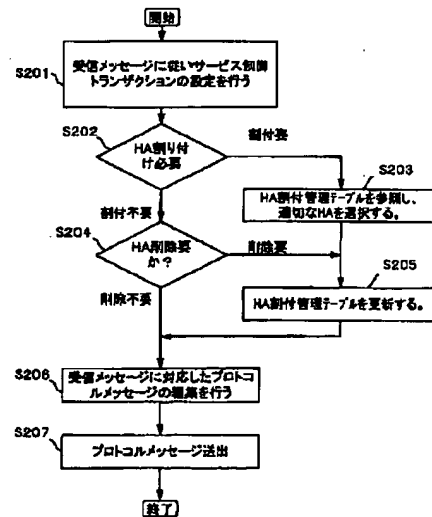 開始
S201
受信メッセージに従いサービス制御
トランザクションの設定を行う
S202
HA割り付
け必要
割付要
S203
HA割付管理テーブルを参照し、
適切なHAを選択する。
割付不要
S204
HA削除要
か?
削除要
S205
削除不要
HA割付管理テーブルを更新する。
S206
受信メッセージに対応したプロトコ
ルメッセージの編集を行う
S207
プロトコルメッセージ送出
終了